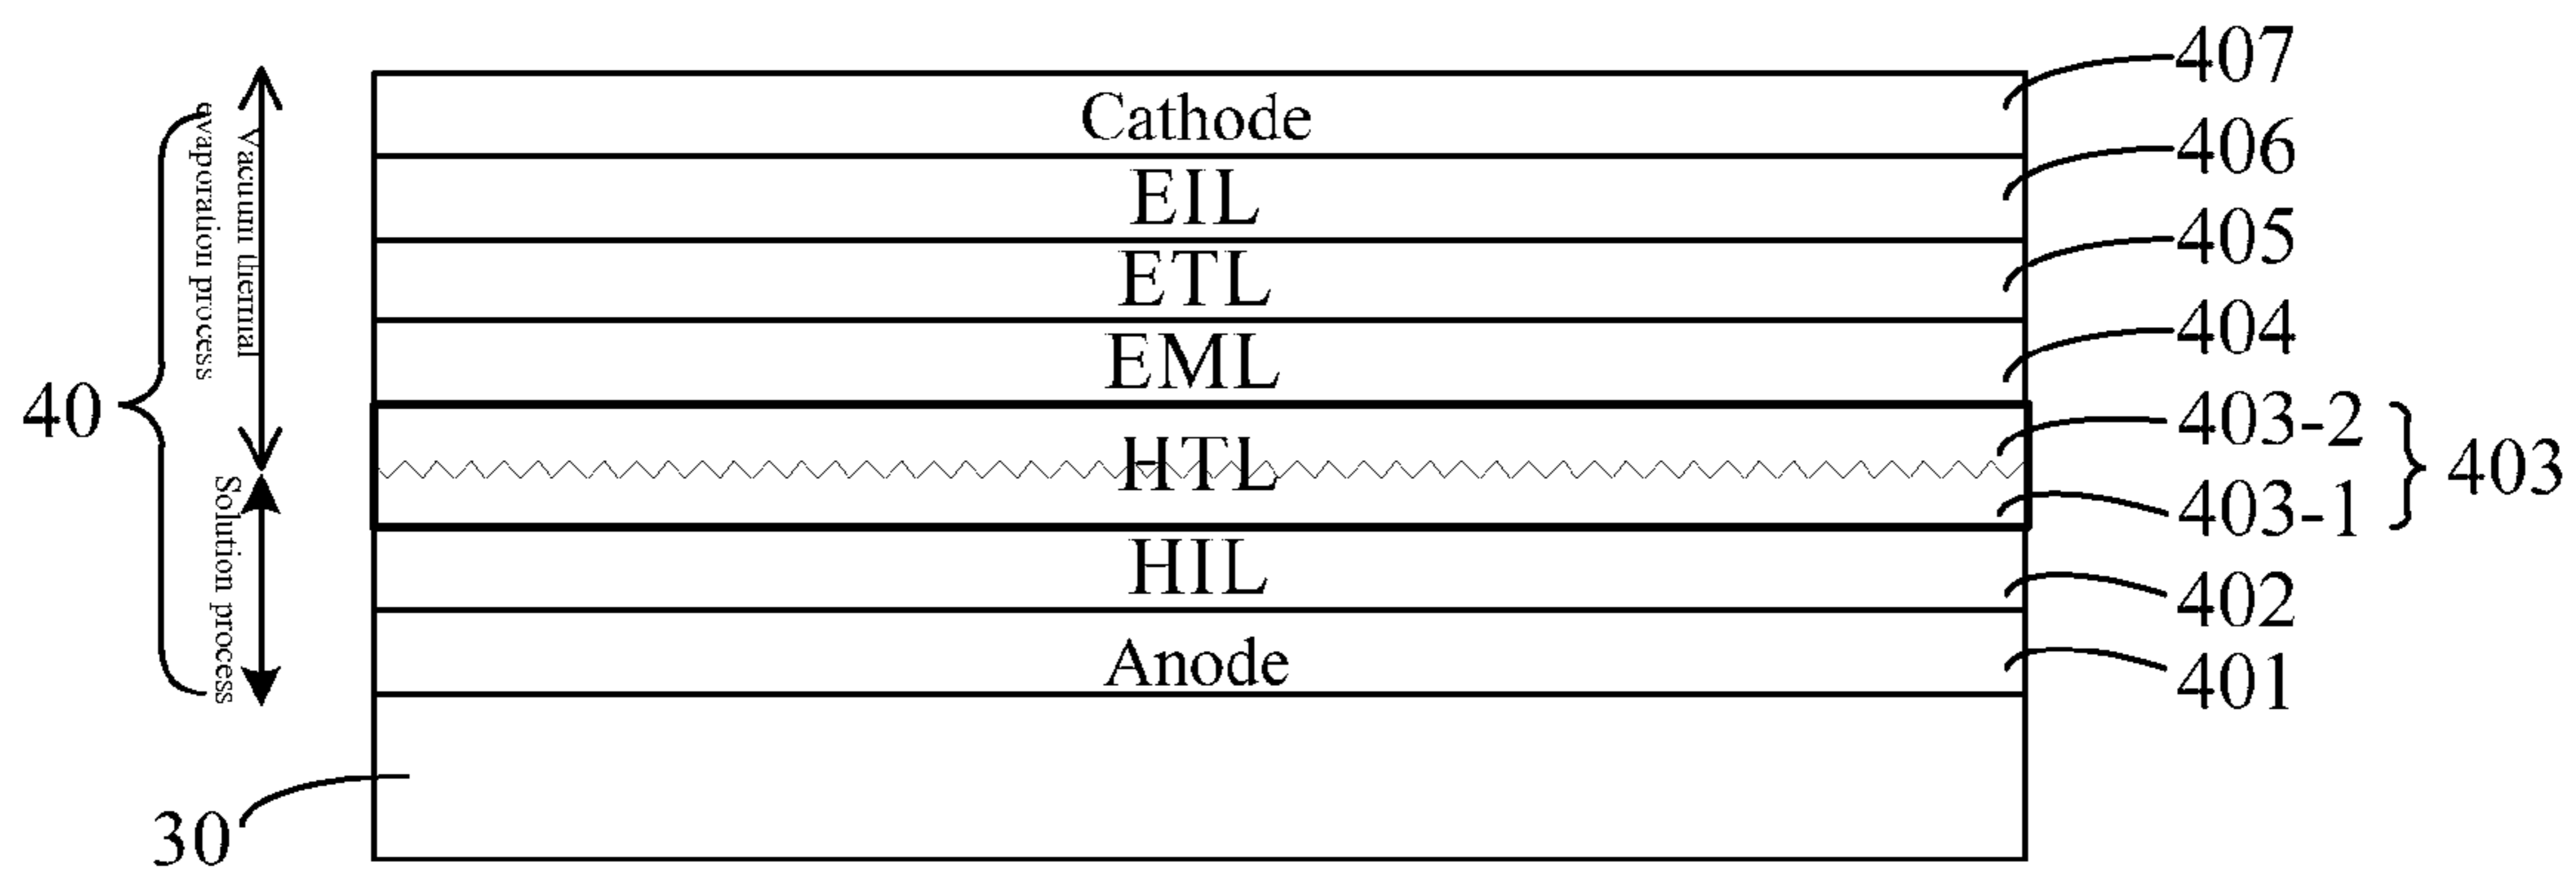 407
Cathode
406
EIL
405
ETL
404
EML
403-2
HTL
403
403-1
HIL
402
Anode
401
40
Vacuum thermal
evaporation process
Solution process
30